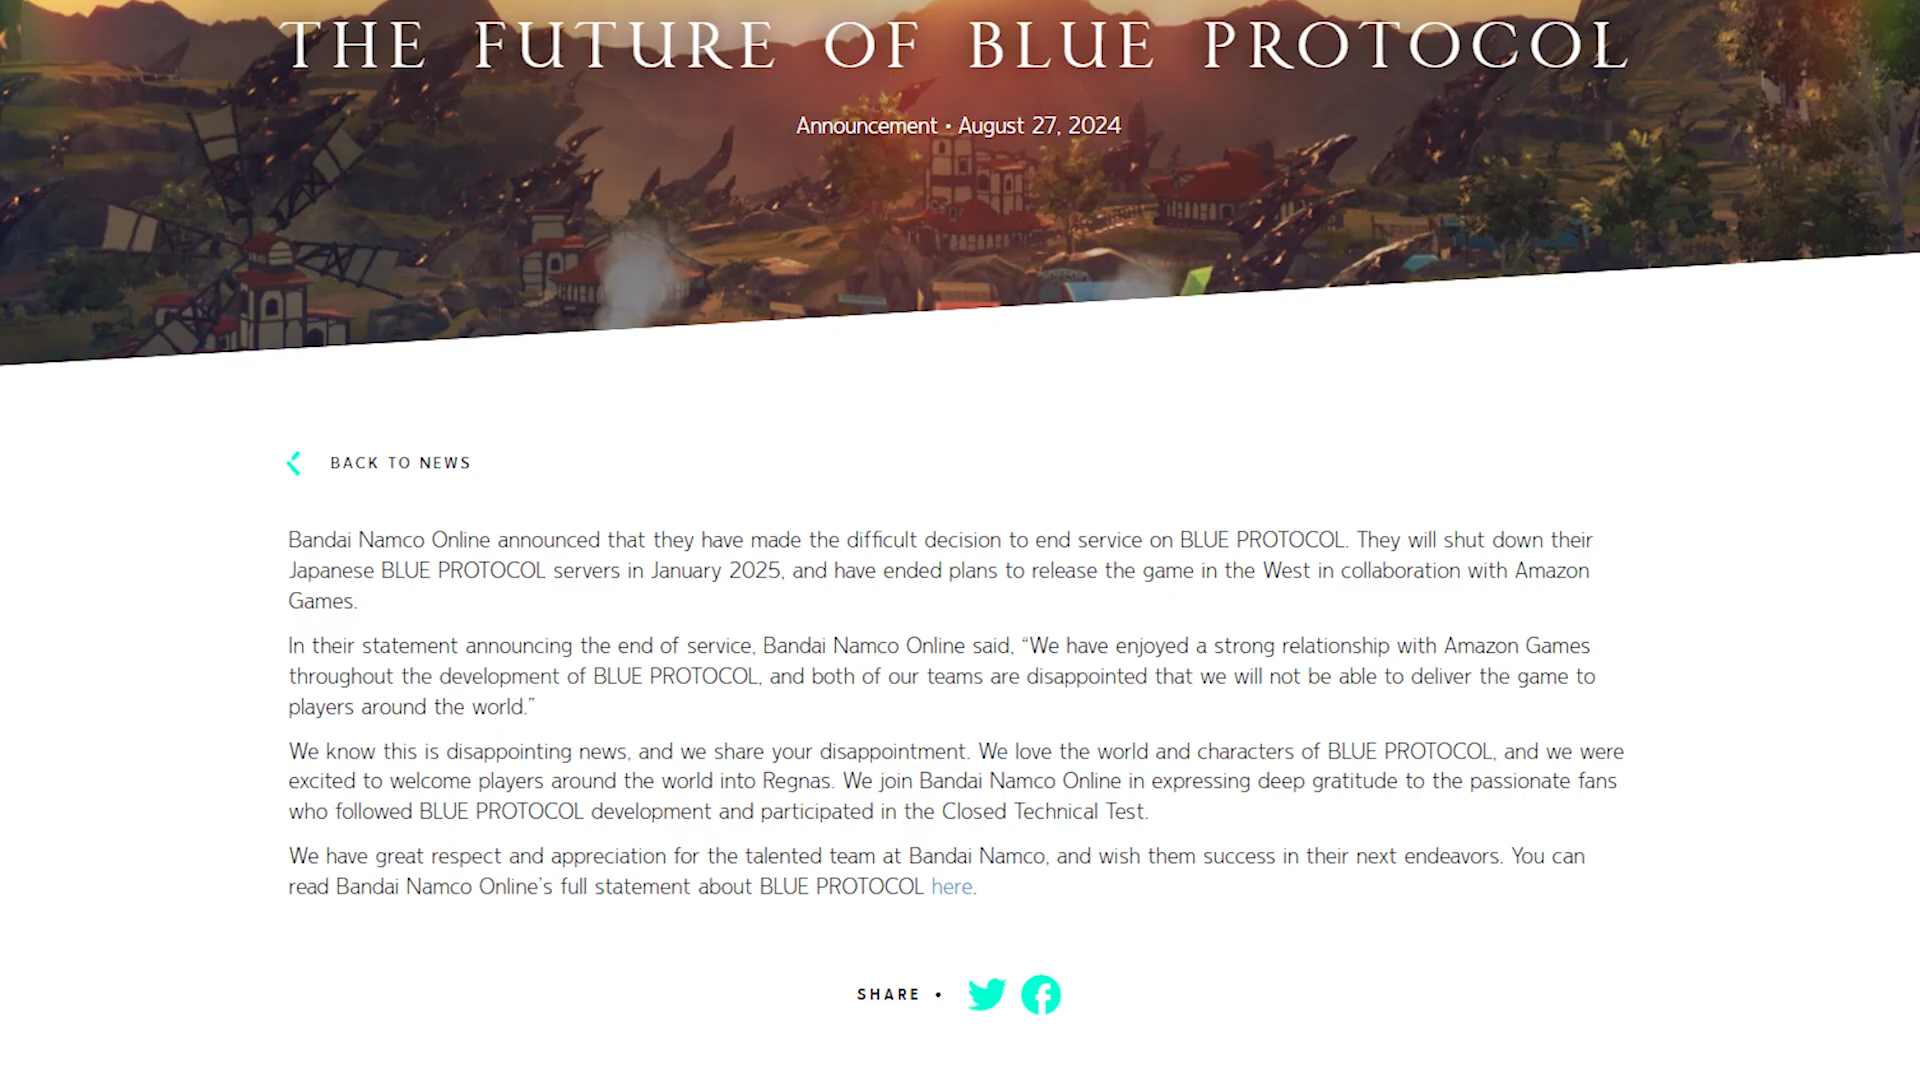 THE FUTURE OF BLUE PROTOCOL
Announcement • August 27, 2024
BACK TO NEWS
Bandai Namco Online announced that they have made the difficult decision to end service on BLUE PROTOCOL. They will shut down their
Japanese BLUE PROTOCOL servers in January 2025, and have ended plans to release the game in the West in collaboration with Amazon
Games.
In their statement announcing the end of service, Bandai Namco Online said, “We have enjoyed a strong relationship with Amazon Games
throughout the development of BLUE PROTOCOL, and both of our teams are disappointed that we will not be able to deliver the game to
players around the world.”
We know this is disappointing news, and we share your disappointment. We love the world and characters of BLUE PROTOCOL, and we were
excited to welcome players around the world into Regnas. We join Bandai Namco Online in expressing deep gratitude to the passionate fans
who followed BLUE PROTOCOL development and participated in the Closed Technical Test.
We have great respect and appreciation for the talented team at Bandai Namco, and wish them success in their next endeavors. You can
read Bandai Namco Online’s full statement about BLUE PROTOCOL here.
SHARE •